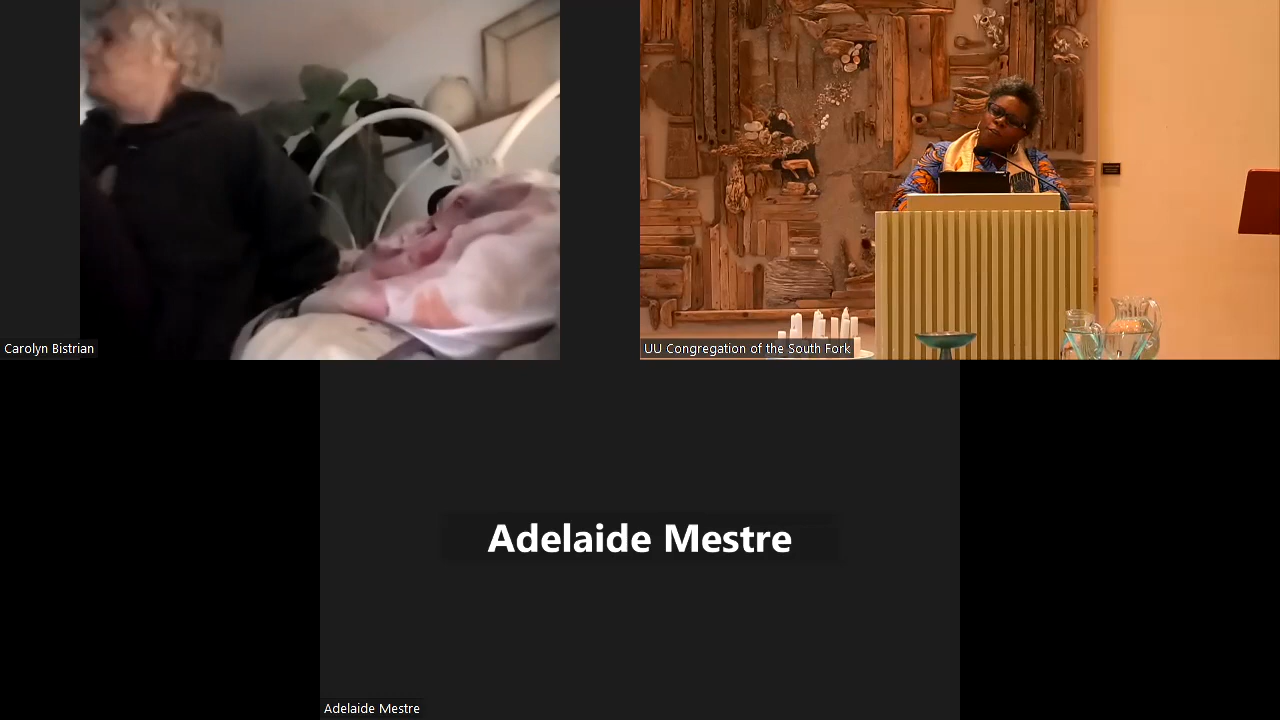 Carolyn Bistrian
UU Congregation of the South Fork
Adelaide Mestre
Adelaide Mestre